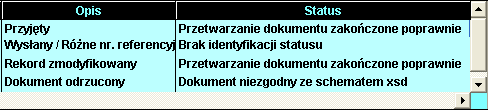 Opis Status
Przyjęty Przetwarzanie dokumentu zakończone poprawnie
Wysłany / Różne nr. referencyj Brak identyfikacji statusu
Rekord zmodyfikowany Przetwarzanie dokumentu zakończone poprawnie
Dokument odrzucony Dokument niezgodny ze schematem xsd